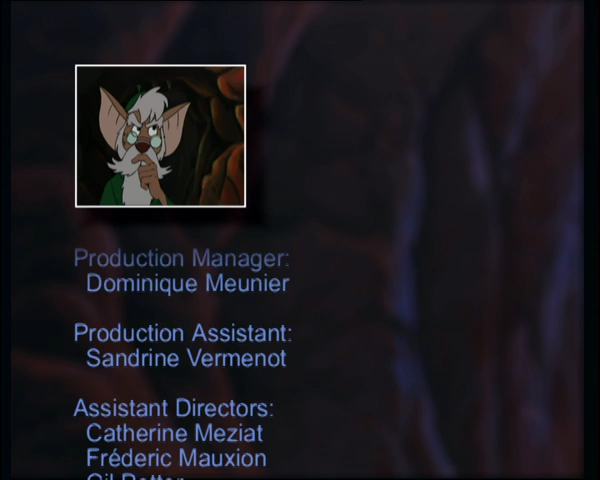 Production Manager:
Dominique Meunier
Production Assistant:
Sandrine Vermenot
Assistant Directors:
Catherine Meziat
Fréderic Mauxion